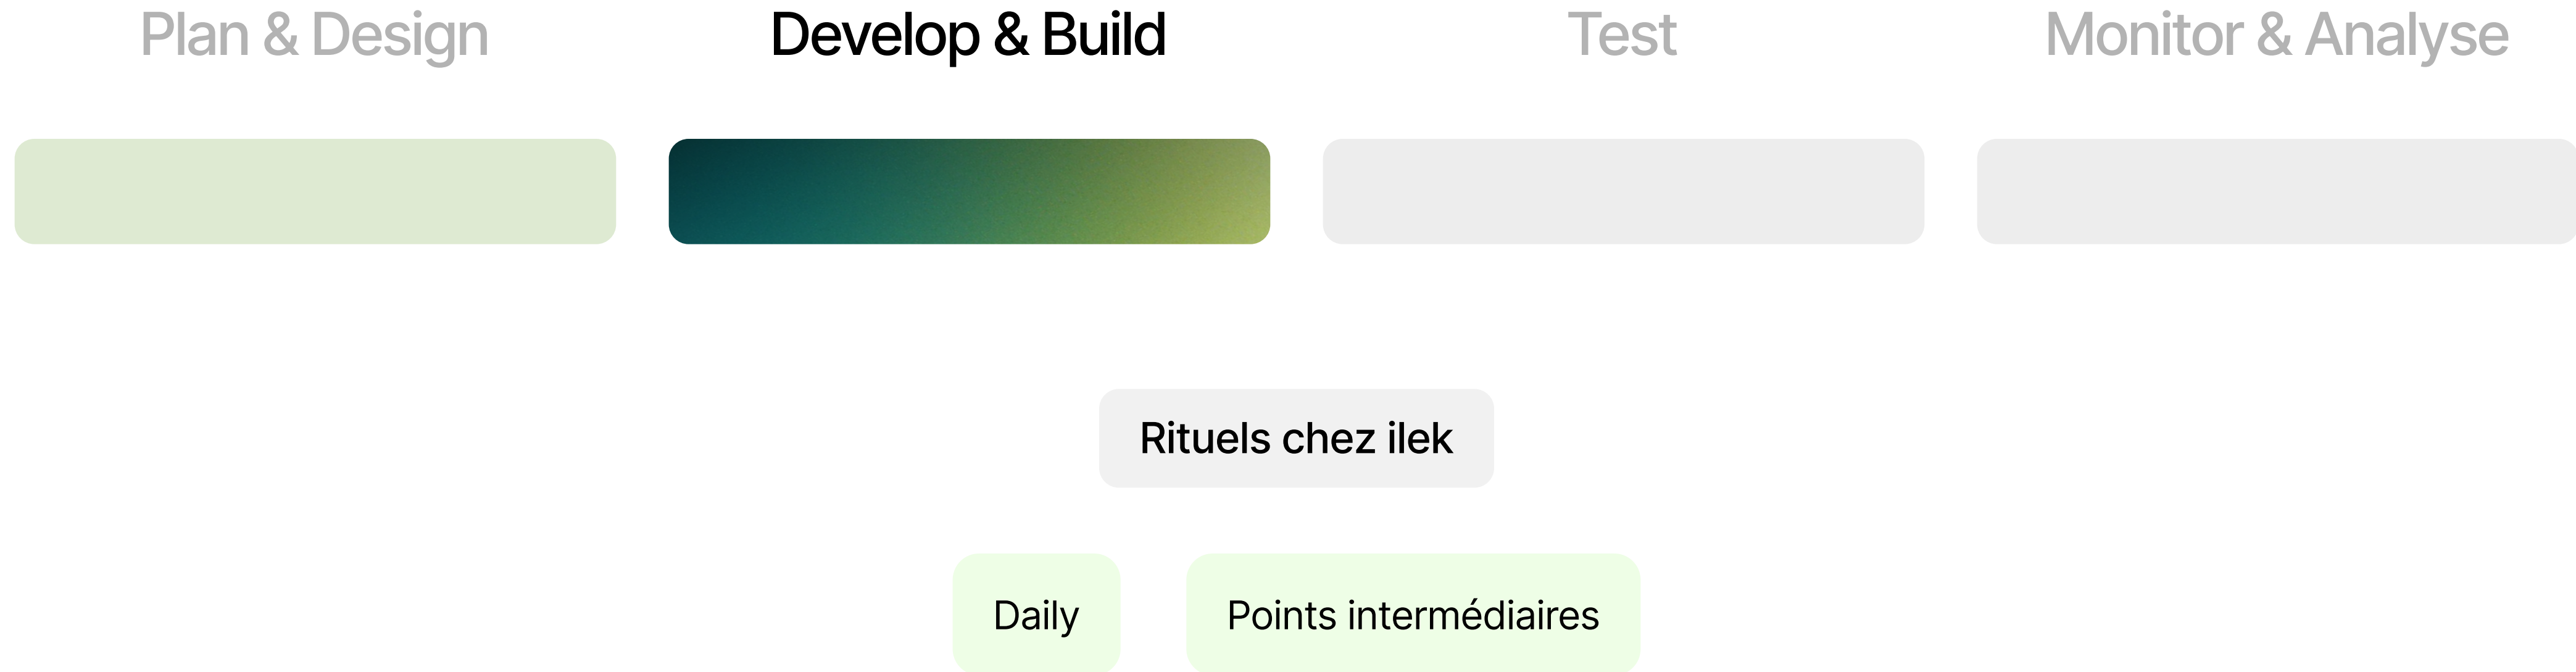 Plan & Design
Develop & Build
Test
Monitor & Analyse
Rituels chez ilek
Daily
Points intermédiaires